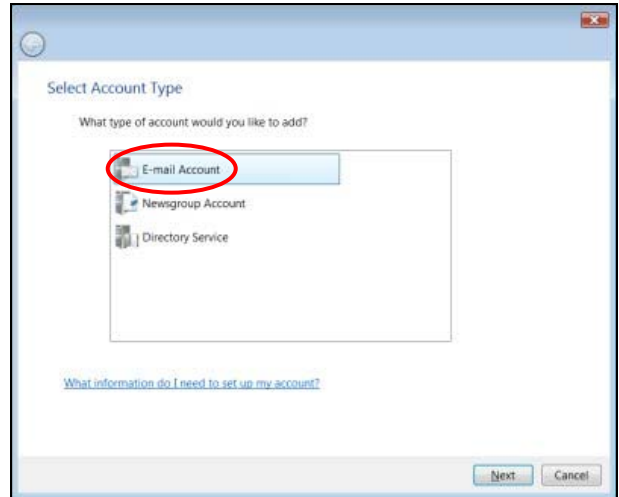 Select Account Type
What type of account would you like to add?
E-mail Account
Newsgroup Account
Directory Service
What information do I need to set up my account?
Next Cancel